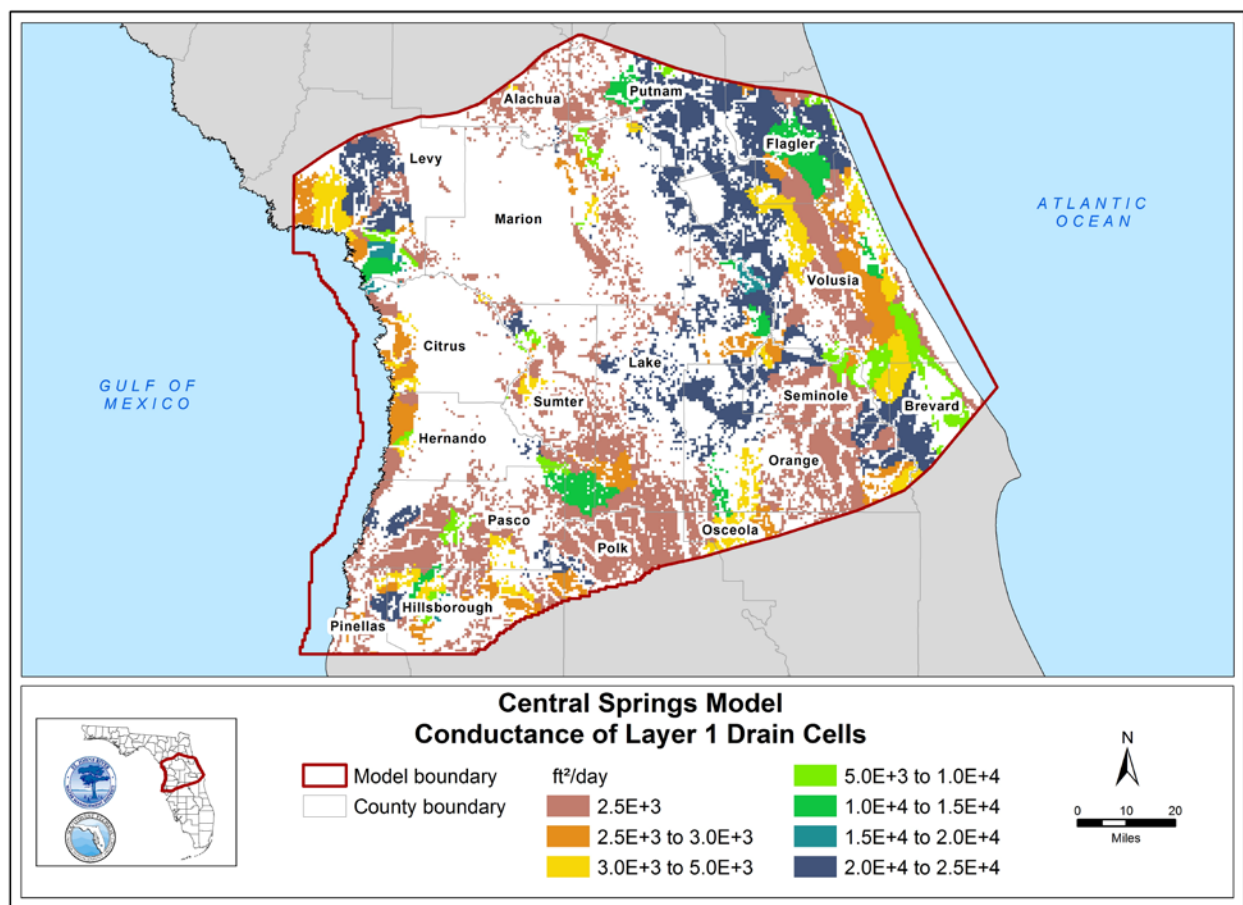 Alachua
Putnam
Flagler
Levy
Marion
ATLANTIC
OCEAN
Volusia
Citrus
Lake
GULF OF
MEXICO
Sumter
Seminole
Brevard
Hernando
Orange
Pasco
Osceola
Polk
Hillsborough
Pinellas
Central Springs Model
Conductance of Layer 1 Drain Cells
Model boundary
County boundary
ft²/day
2.5E+3
2.5E+3 to 3.0E+3
3.0E+3 to 5.0E+3
5.0E+3 to 1.0E+4
1.0E+4 to 1.5E+4
1.5E+4 to 2.0E+4
2.0E+4 to 2.5E+4
N
0 10 20
Miles